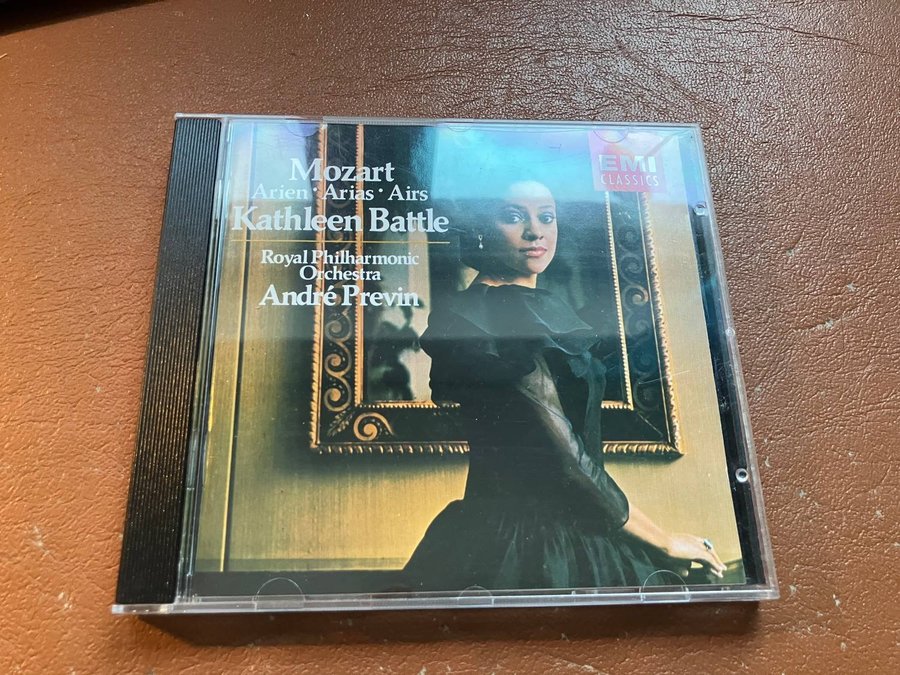 Mozart
Arien · Arias · Airs
Kathleen Battle
Royal Philharmonic
Orchestra
André Previn
EMI
CLASSICS